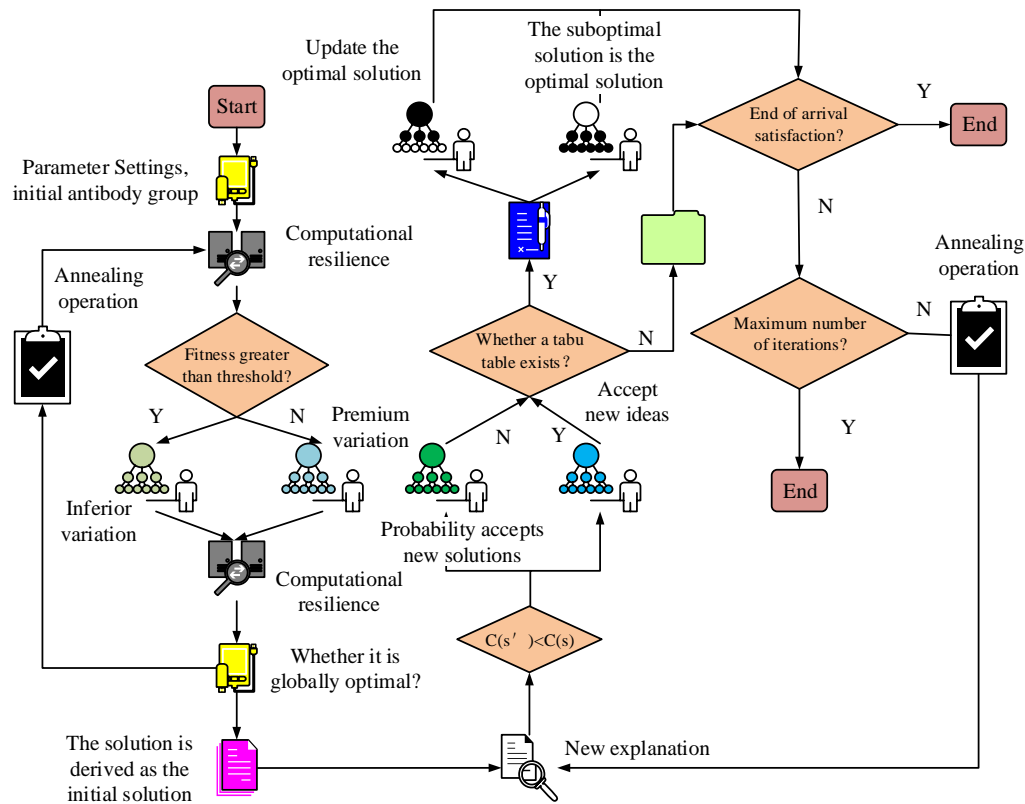 Start
Parameter Settings,
initial antibody group
Computational
resilience
Annealing
operation
Fitness greater
than threshold?
Y
N
Premium
variation
Inferior
variation
Computational
resilience
Whether it is
globally optimal?
The solution is
derived as the
initial solution
Update the
optimal solution
The
suboptimal
solution is the
optimal solution
Y
Whether a tabu
table exists?
N
Accept
new ideas
N
Y
Probability accepts
new solutions
C(s′ )<C(s)
New explanation
End of arrival
satisfaction?
Y
End
N
Maximum number
of iterations?
N
Annealing
operation
Y
End